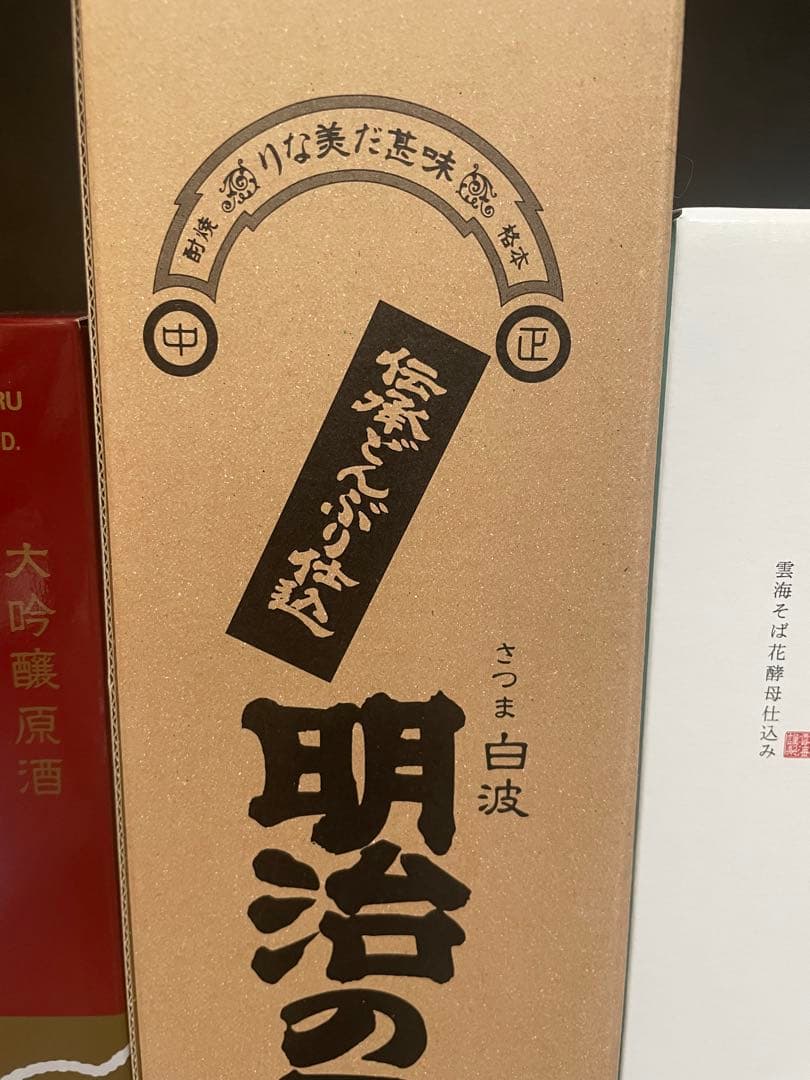 味甚だ美なり
本格
焼酎
正
中
伝承どんぶり仕込
さつま
白波
明治の
RU
D.
大吟醸原酒
雲海そば花酵母仕込み